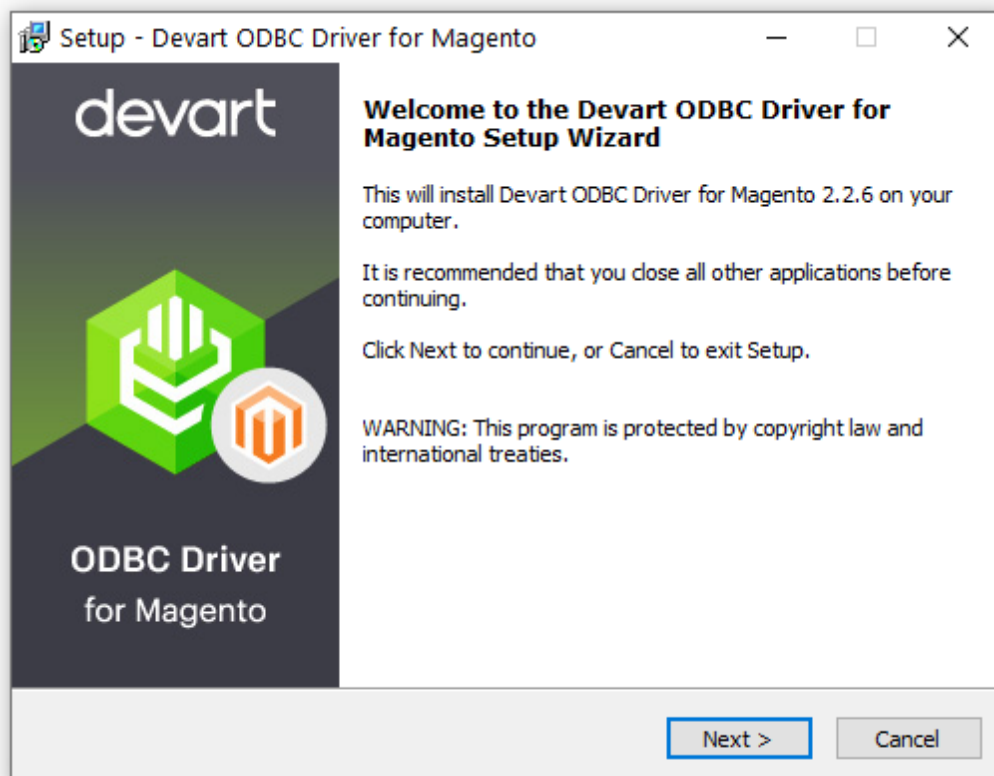 Setup - Devart ODBC Driver for Magento
devart
ODBC Driver
for Magento
Welcome to the Devart ODBC Driver for
Magento Setup Wizard
This will install Devart ODBC Driver for Magento 2.2.6 on your
computer.
It is recommended that you close all other applications before
continuing.
Click Next to continue, or Cancel to exit Setup.
WARNING: This program is protected by copyright law and
international treaties.
Next >
Cancel